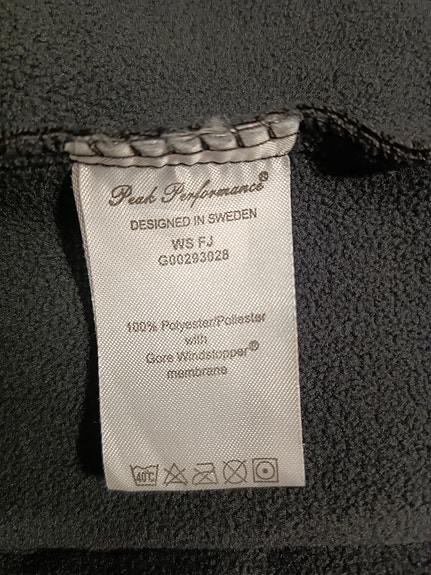 Peak Performance®
DESIGNED IN SWEDEN
WS FJ
G00293028
100% Polyester/Poliester
with
Gore Windstopper®
membrane
40°C